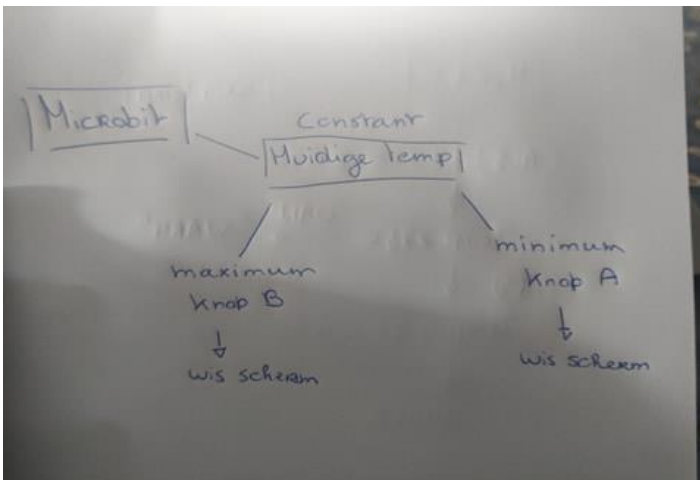 Microbit
Constant
Huidige temp
maximum
Knop B
wis scherm
minimum
Knop A
wis scherm